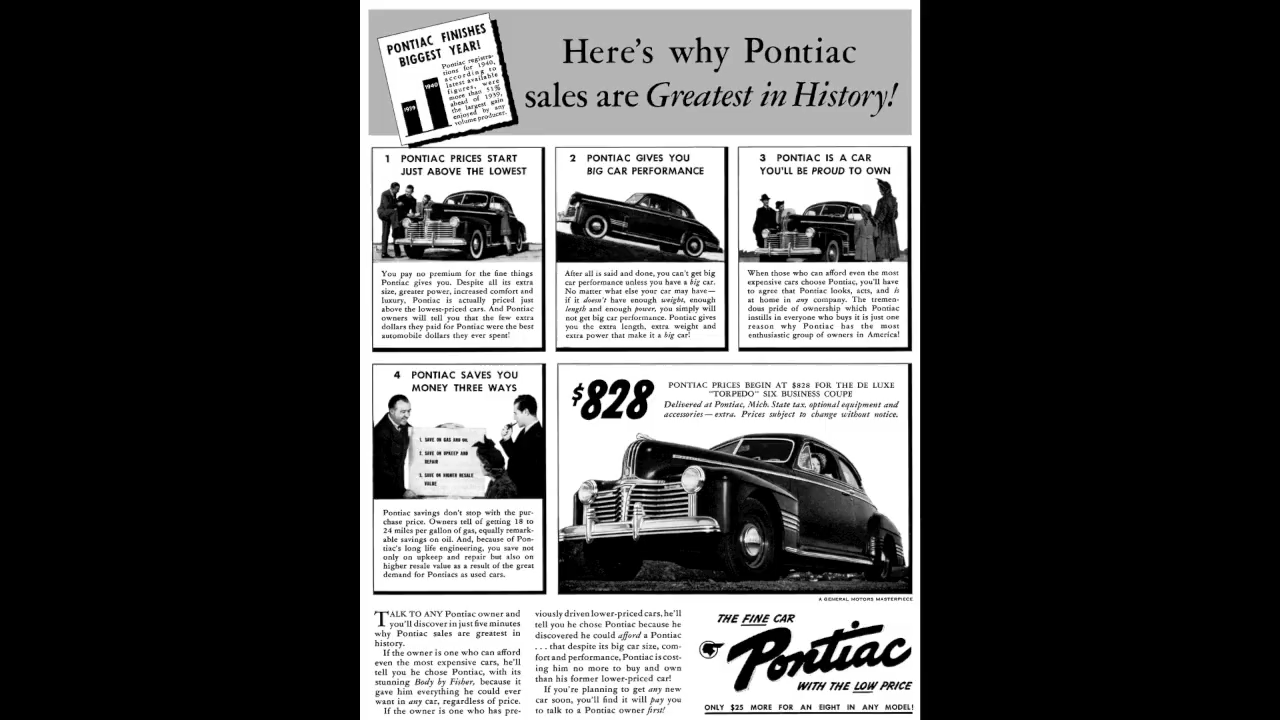 PONTIAC FINISHES
BIGGEST YEAR!
Pontiac registra-
tions for 1940,
according to
latest available
figures, were
more than 51%
ahead of 1939,
the largest gain
enjoyed by any
volume producer.
1939
1940
Here's why Pontiac
sales are Greatest in History!
1 PONTIAC PRICES START
JUST ABOVE THE LOWEST
You pay no premium for the fine things
Pontiac gives you. Despite all its extra
size, greater power, increased comfort and
luxury, Pontiac is actually priced just
above the lowest-priced cars. And Pontiac
owners will tell you that the few extra
dollars they paid for Pontiac were the best
automobile dollars they ever spent!
2 PONTIAC GIVES YOU
BIG CAR PERFORMANCE
After all is said and done, you can't get big
car performance unless you have a big car.
No matter what else your car may have—
if it doesn't have enough weight, enough
length and enough power, you simply will
not get big car performance. Pontiac gives
you the extra length, extra weight and
extra power that make it a big car!
3 PONTIAC IS A CAR
YOU'LL BE PROUD TO OWN
When those who can afford even the most
expensive cars choose Pontiac, you'll have
to agree that Pontiac looks, acts, and is
at home in any company. The tremen-
dous pride of ownership which Pontiac
instills in everyone who buys it is just one
reason why Pontiac has the most
enthusiastic group of owners in America!
4 PONTIAC SAVES YOU
MONEY THREE WAYS
1. SAVE ON GAS AND OIL
2. SAVE ON UPKEEP AND
REPAIR
3. SAVE ON HIGHER RESALE
VALUE
Pontiac savings don't stop with the pur-
chase price. Owners tell of getting 18 to
24 miles per gallon of gas, equally remark-
able savings on oil. And, because of Pon-
tiac's long life engineering, you save not
only on upkeep and repair but also on
higher resale value as a result of the great
demand for Pontiacs as used cars.
$828
PONTIAC PRICES BEGIN AT $828 FOR THE DE LUXE
"TORPEDO" SIX BUSINESS COUPE
Delivered at Pontiac, Mich. State tax, optional equipment and
accessories—extra. Prices subject to change without notice.
A GENERAL MOTORS MASTERPIECE
TALK TO ANY Pontiac owner and
you'll discover in just five minutes
why Pontiac sales are greatest in
history.
If the owner is one who can afford
even the most expensive cars, he'll
tell you he chose Pontiac, with its
stunning Body by Fisher, because it
gave him everything he could ever
want in any car, regardless of price.
If the owner is one who has pre-
viously driven lower-priced cars, he'll
tell you he chose Pontiac because he
discovered he could afford a Pontiac
. . . that despite its big car size, com-
fort and performance, Pontiac is cost-
ing him no more to buy and own
than his former lower-priced car!
If you're planning to get any new
car soon, you'll find it will pay you
to talk to a Pontiac owner first!
THE FINE CAR
Pontiac
WITH THE LOW PRICE
ONLY $25 MORE FOR AN EIGHT IN ANY MODEL!